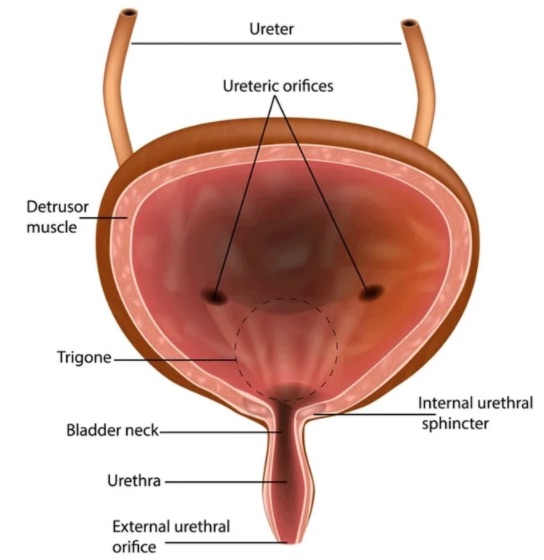 Ureter
Ureteric orifices
Detrusor
muscle
Trigone
Internal urethral
sphincter
Bladder neck
Urethra
External urethral
orifice